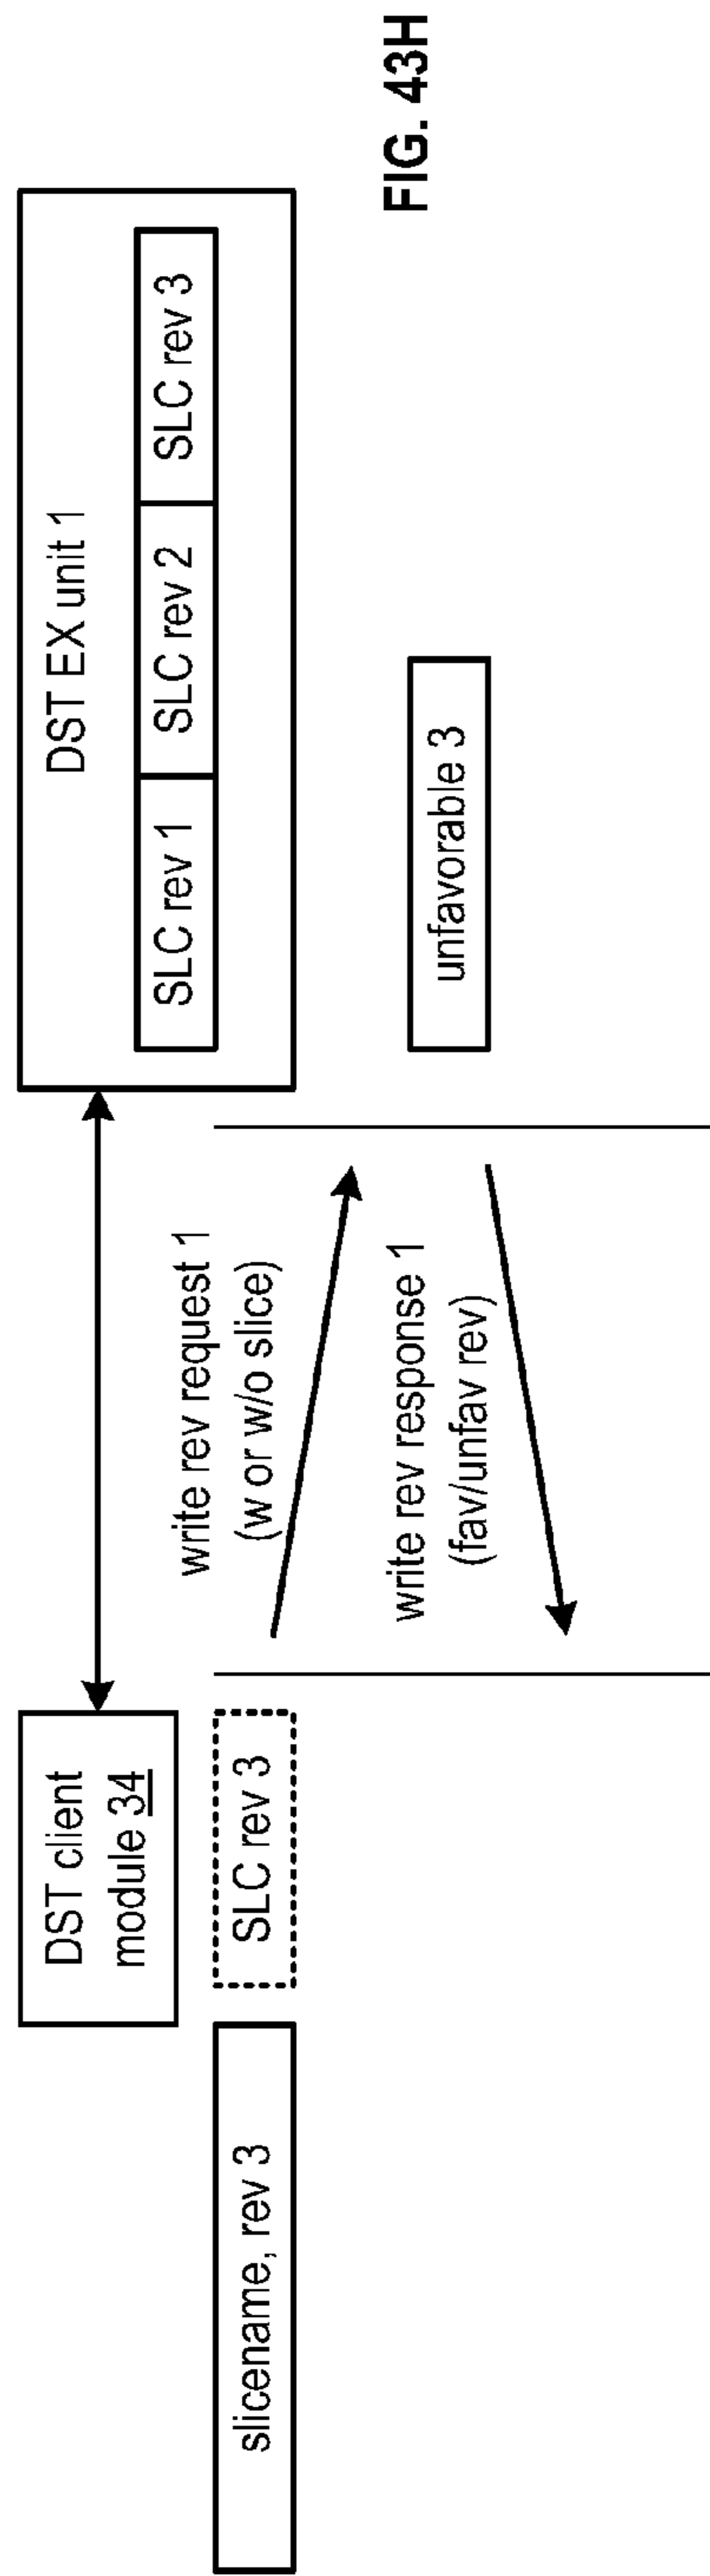 DST client
module 34
DST EX unit 1
SLC rev 1
SLC rev 2
SLC rev 3
slicename, rev 3
SLC rev 3
write rev request 1
(w or w/o slice)
write rev response 1
(fav/unfav rev)
unfavorable 3
FIG. 43H